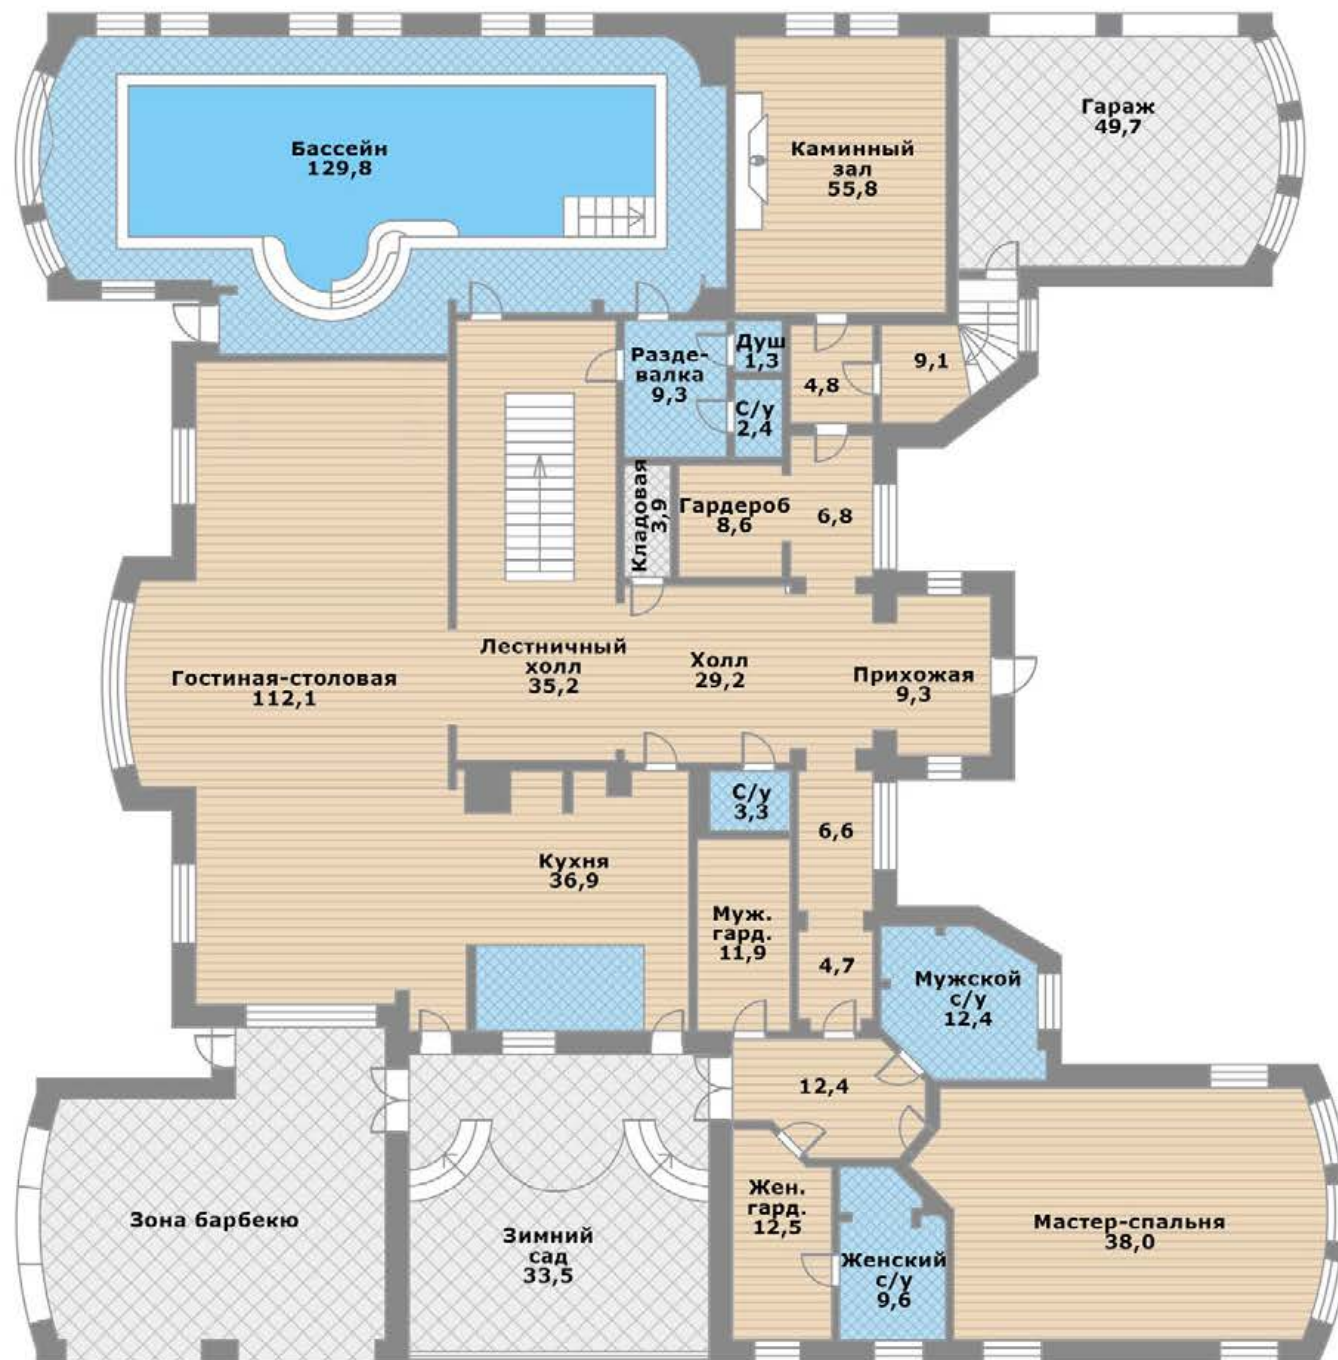 Бассейн
129,8
Каминный
зал
55,8
Гараж
49,7
Разде-
валка
9,3
Душ
1,3
С/у
2,4
4,8
9,1
Кладовая
3,9
Гардероб
8,6
6,8
Гостиная-столовая
112,1
Лестничный
холл
35,2
Холл
29,2
Прихожая
9,3
С/у
3,3
6,6
Кухня
36,9
Муж.
гард.
11,9
4,7
Мужской
с/у
12,4
12,4
Зона барбекю
Зимний
сад
33,5
Жен.
гард.
12,5
Женский
с/у
9,6
Мастер-спальня
38,0